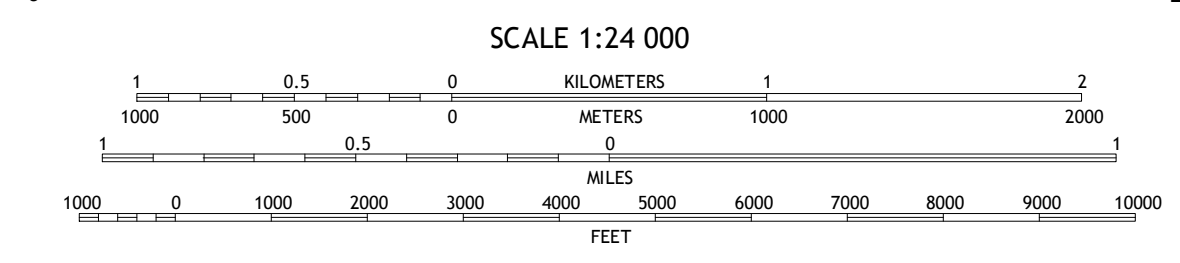 SCALE 1:24 000
1 0.5 0 KILOMETERS 1 2
1000 500 0 METERS 1000 2000
1 0.5 0 1
MILES
1000 0 1000 2000 3000 4000 5000 6000 7000 8000 9000 10000
FEET